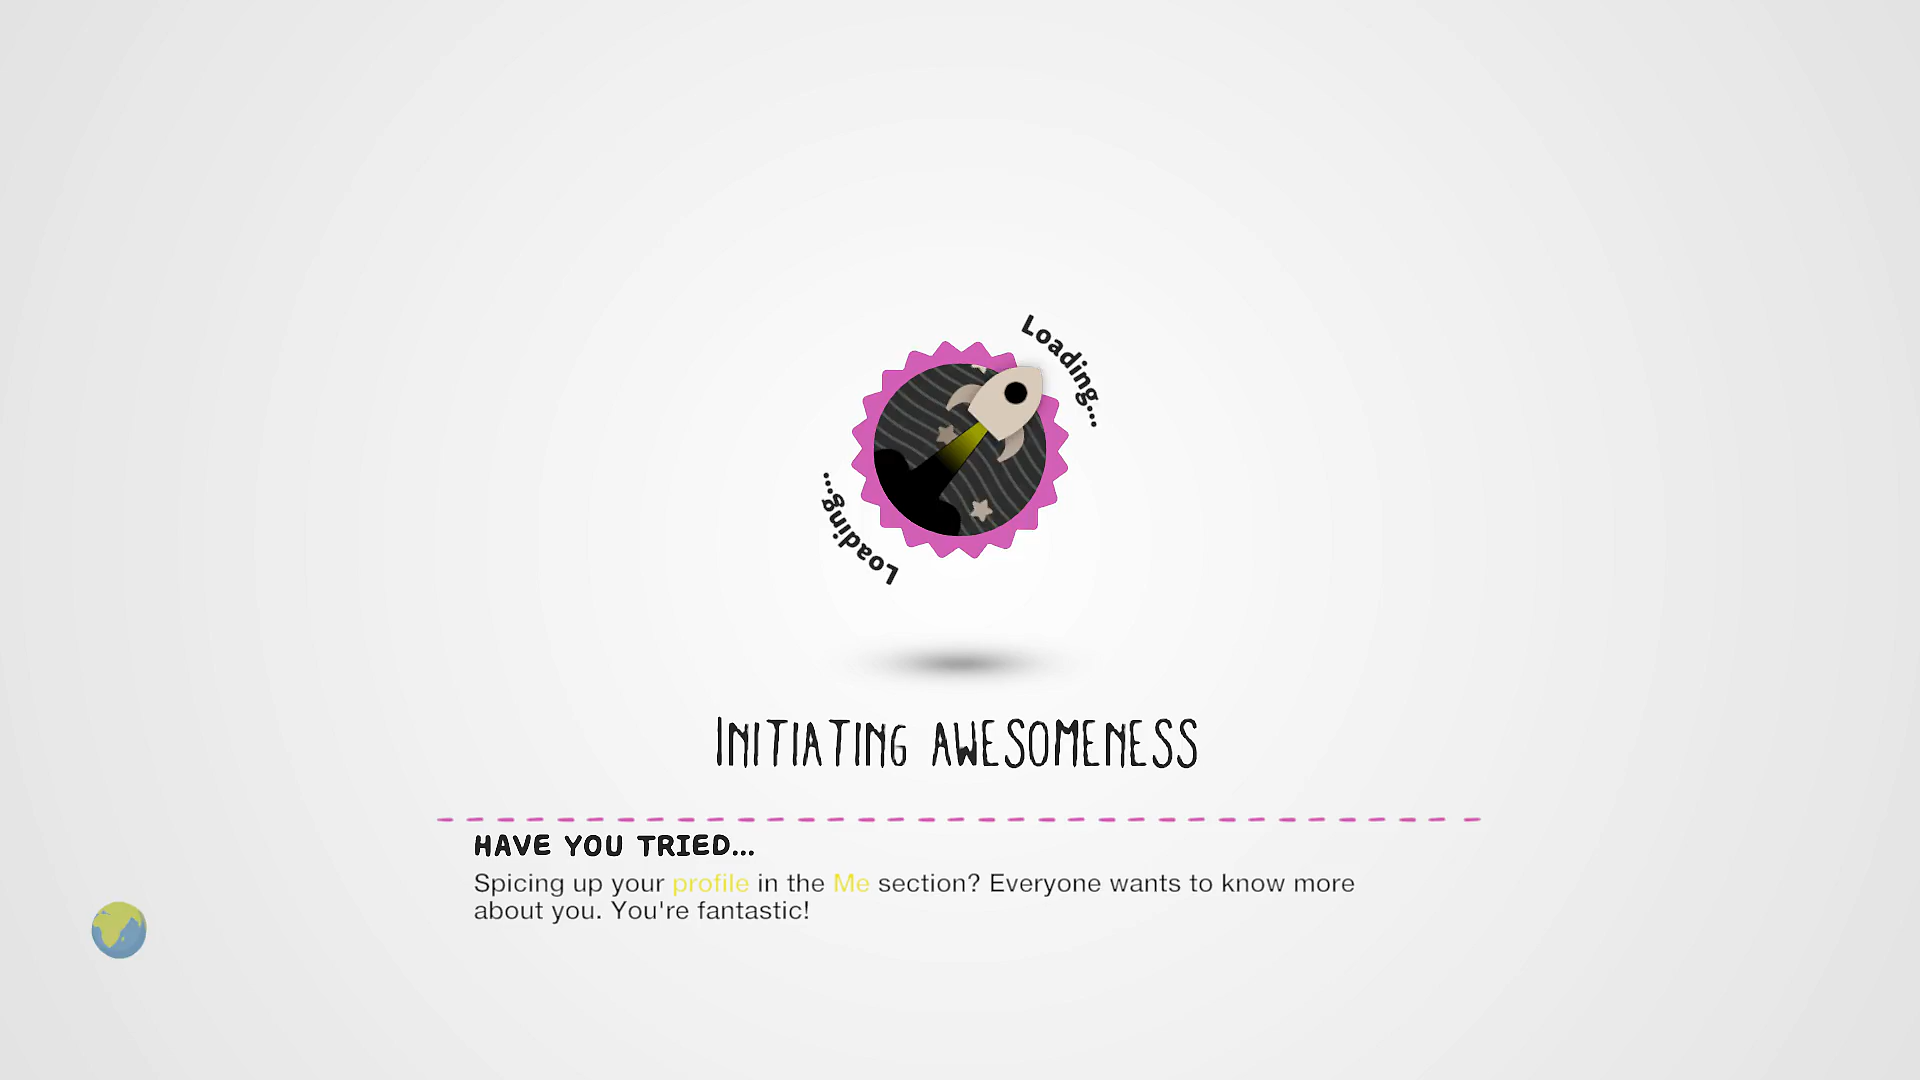 Loading...
Loading...
INITIATING AWESOMENESS
HAVE YOU TRIED...
Spicing up your profile in the Me section? Everyone wants to know more
about you. You're fantastic!